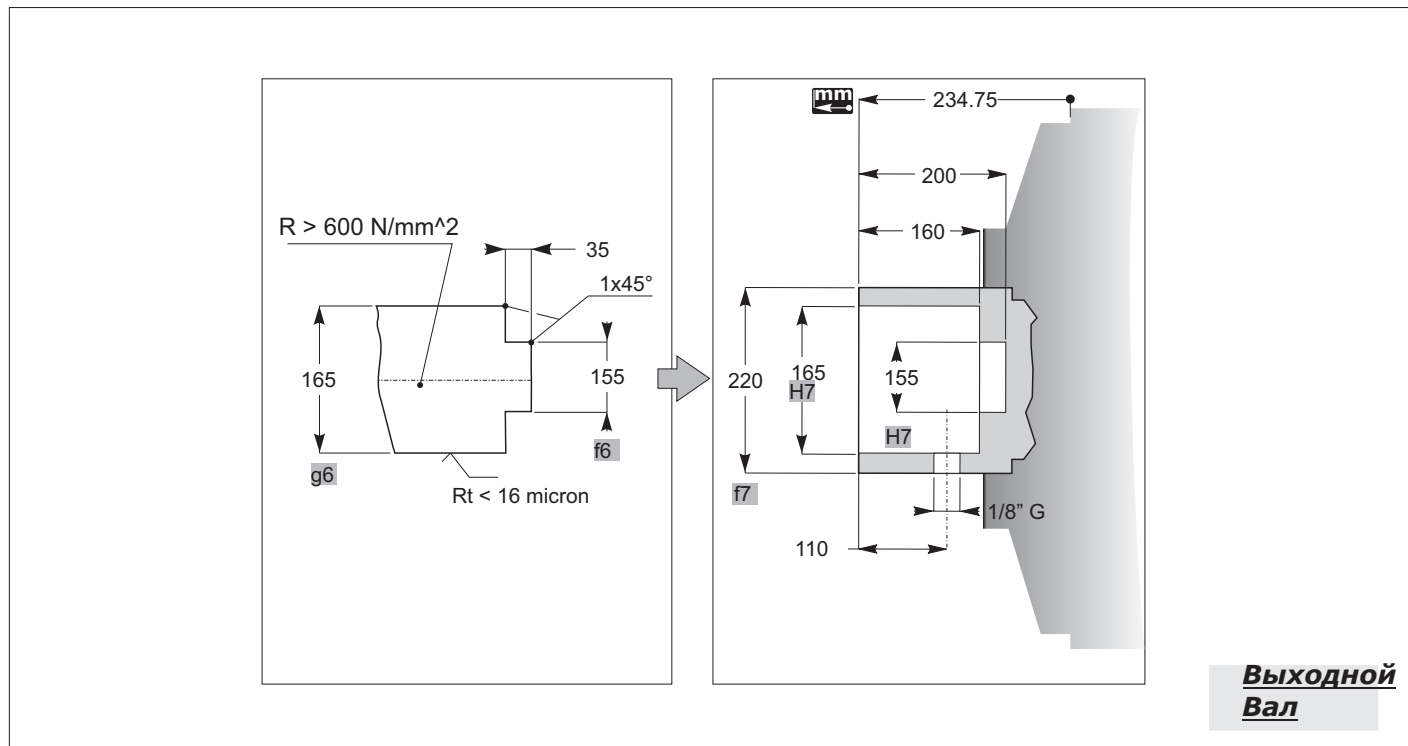 R > 600 N/mm^2
35
1x45°
165
155
g6
f6
Rt < 16 micron
mm
234.75
200
160
220
165
H7
155
H7
f7
1/8” G
110
Выходной
Вал